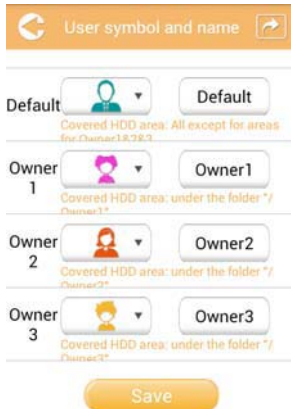 User symbol and name
Default
Default
Covered HDD area: All except for areas
for Owner1&2&3
Owner
1
Owner1
Covered HDD area: under the folder "/
Owner1"
Owner
2
Owner2
Covered HDD area: under the folder "/
Owner2"
Owner
3
Owner3
Covered HDD area: under the folder "/
Owner3"
Save